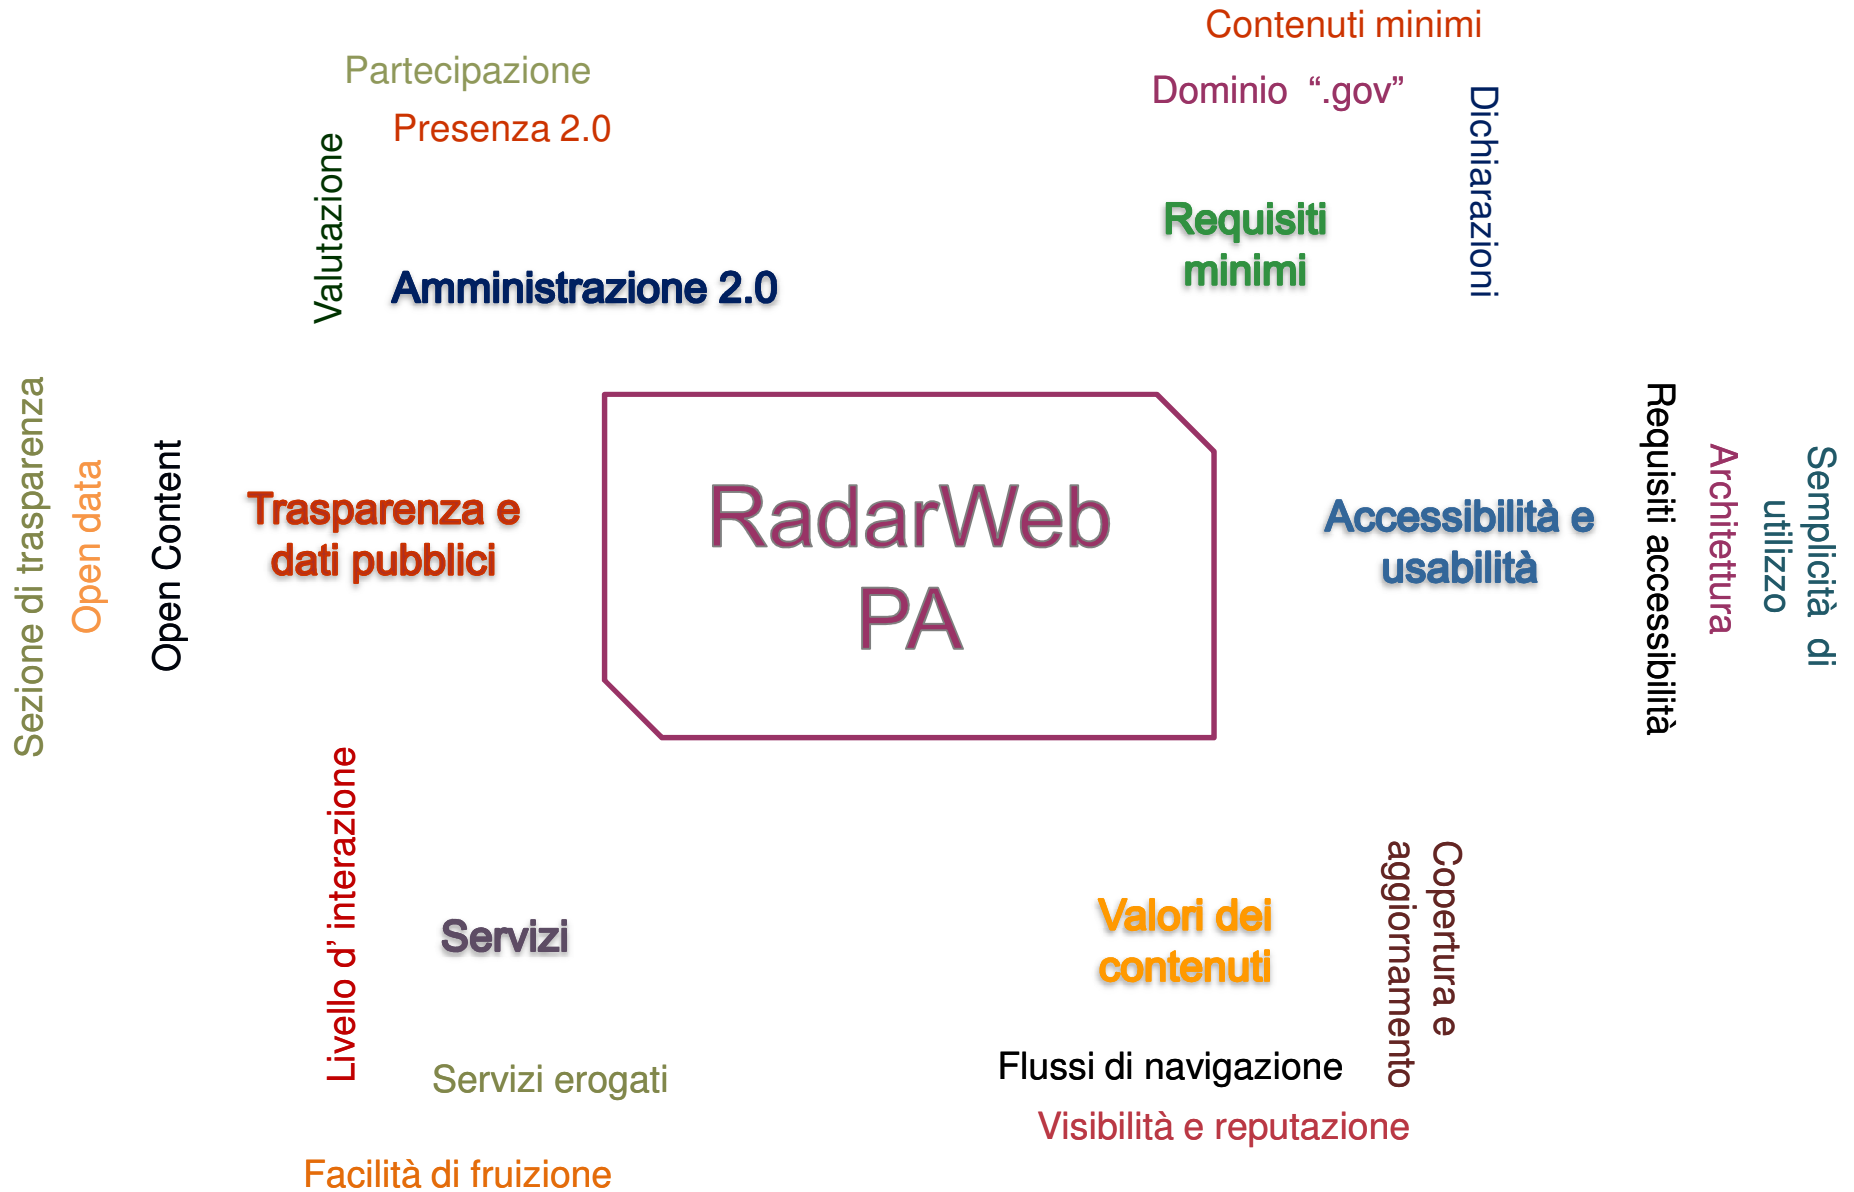 Contenuti minimi
Partecipazione
Dominio “.gov”
Dichiarazioni
Presenza 2.0
Valutazione
Requisiti
minimi
Amministrazione 2.0
Sezione di trasparenza
Open data
Open Content
Trasparenza e
dati pubblici
RadarWeb
PA
Accessibilità e
usabilità
Requisiti accessibilità
Architettura
Semplicità di
utilizzo
Livello d’ interazione
Servizi
Servizi erogati
Facilità di fruizione
Valori dei
contenuti
Copertura e
aggiornamento
Flussi di navigazione
Visibilità e reputazione